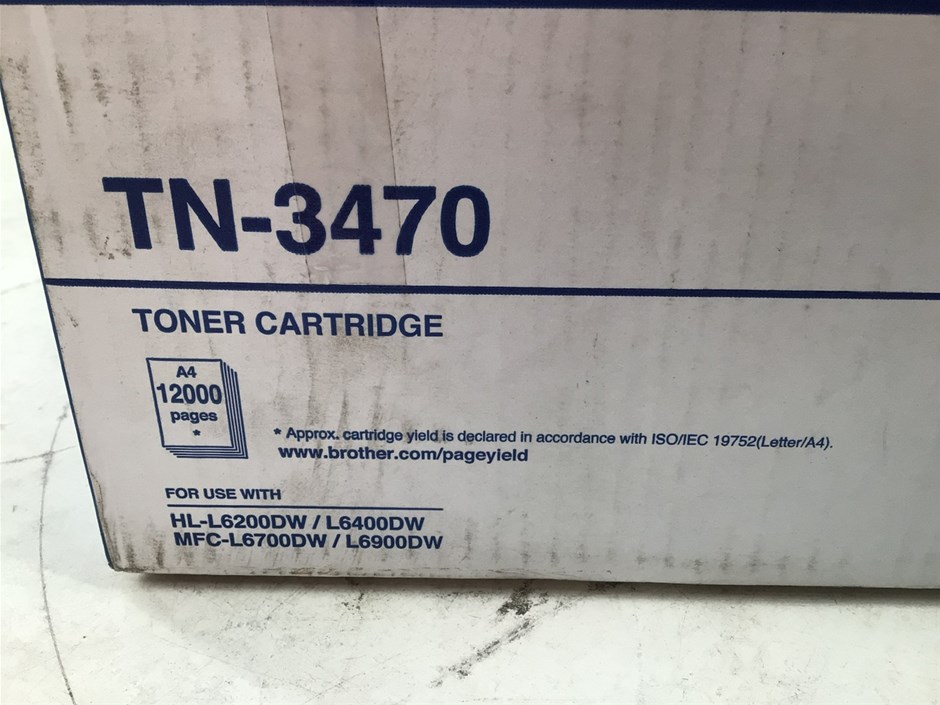 TN-3470
TONER CARTRIDGE
A4
12000
pages
*
* Approx. cartridge yield is declared in accordance with ISO/IEC 19752(Letter/A4).
www.brother.com/pageyield
FOR USE WITH
HL-L6200DW / L6400DW
MFC-L6700DW / L6900DW